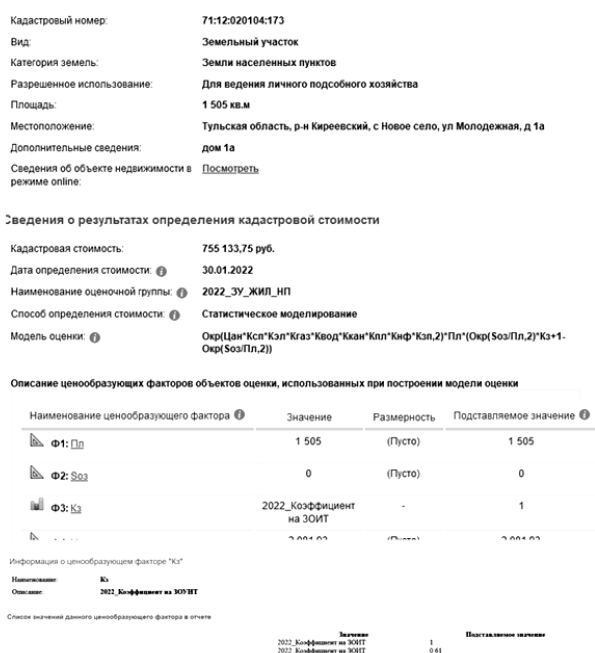 Кадастровый номер: 71:12:020104:173
Вид: Земельный участок
Категория земель: Земли населенных пунктов
Разрешенное использование: Для ведения личного подсобного хозяйства
Площадь: 1 505 кв.м
Местоположение: Тульская область, р-н Киреевский, с Новое село, ул Молодежная, д 1а
Дополнительные сведения: дом 1а
Сведения об объекте недвижимости в Посмотреть
режиме online:
Сведения о результатах определения кадастровой стоимости
Кадастровая стоимость: 755 133,75 руб.
Дата определения стоимости: 30.01.2022
Наименование оценочной группы: 2022_ЗУ_ЖИЛ_НП
Способ определения стоимости: Статистическое моделирование
Модель оценки: Окр(Цан*Ксп*Кэл*Кгаз*Квод*Ккан*Кпл*Кнф*Кзп,2)*Пл*(Окр(Sоз/Пл,2)*Кз+1-
Окр(Sоз/Пл,2))
Описание ценообразующих факторов объектов оценки, использованных при построении модели оценки
Наименование ценообразующего фактора Значение Размерность Подставляемое значение
Ф1: Пл 1 505 (Пусто) 1 505
Ф2: Sоз 0 (Пусто) 0
Ф3: Кз 2022_Коэффициент - 1
на ЗОИТ
Информация о ценообразующем факторе "Кз"
Наименование: Кз
Описание: 2022_Коэффициент на ЗОУИТ
Список значений данного ценообразующего фактора в отчете
Значение Подставляемое значение
2022_Коэффициент на ЗОИТ 1
2022_Коэффициент на ЗОИТ 0.61